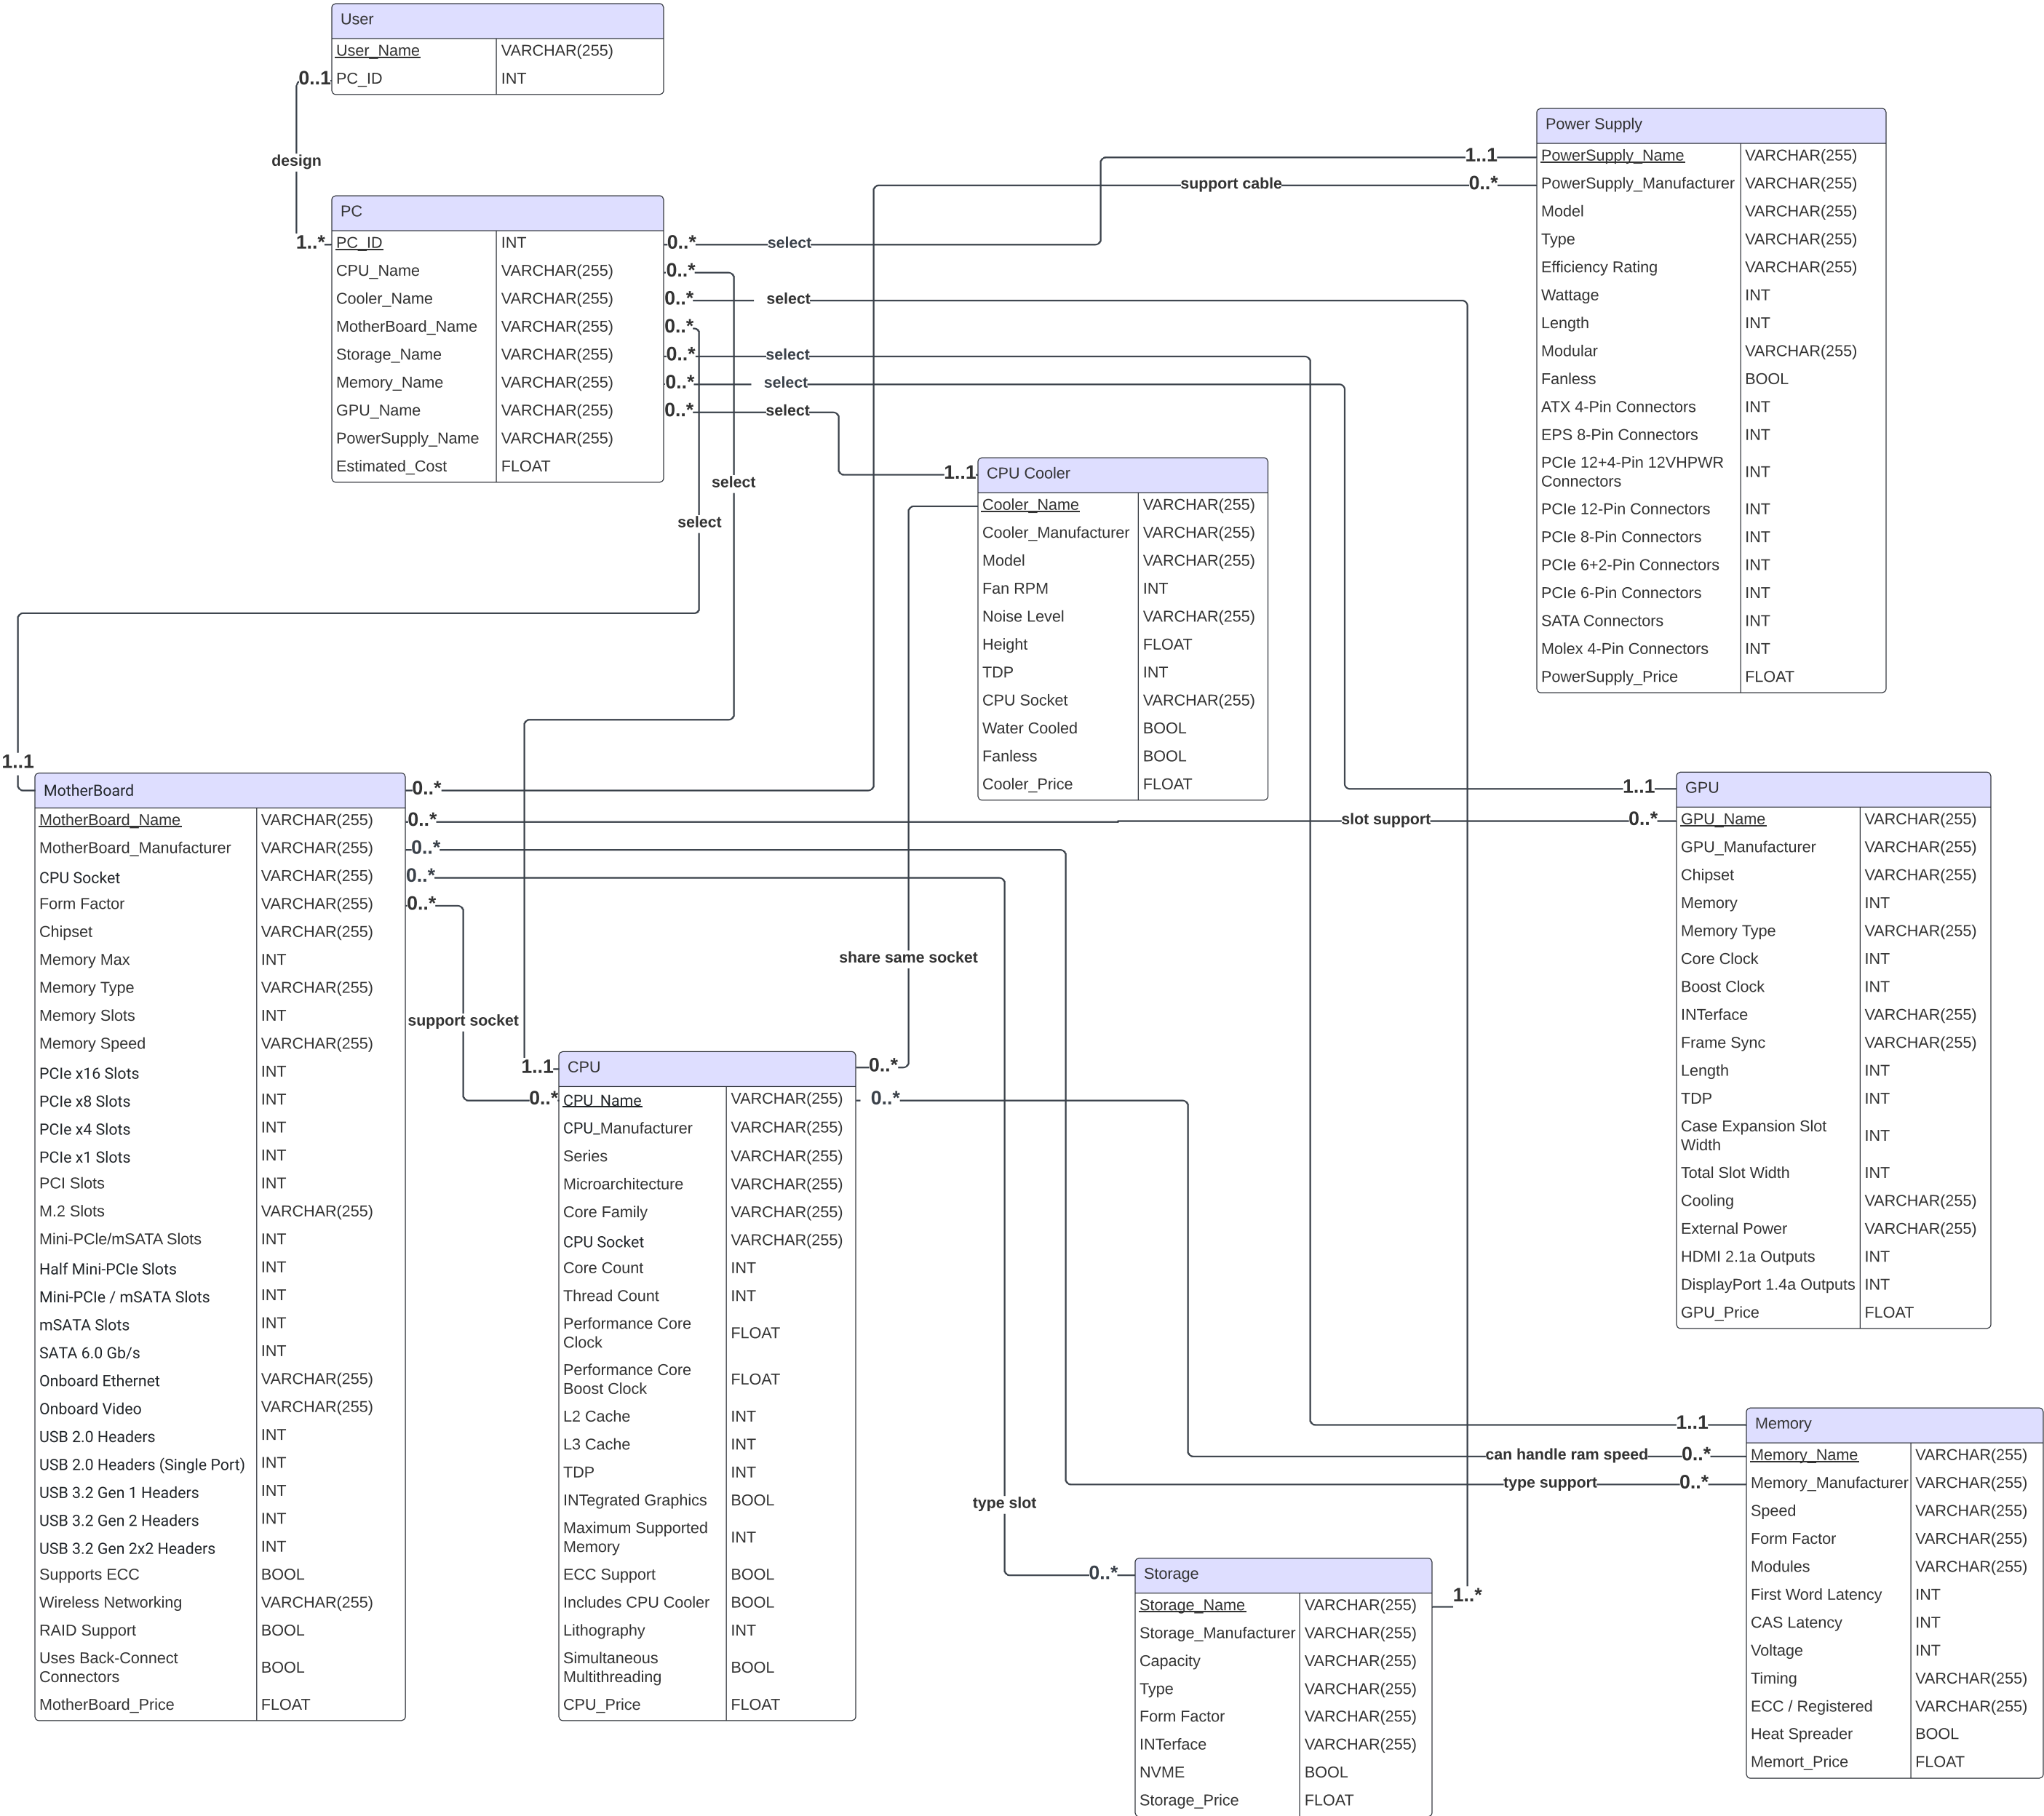 User
User_Name VARCHAR(255)
0..1 PC_ID INT
design
PC
1..* PC_ID INT 0..* select
CPU_Name VARCHAR(255) 0..*
Cooler_Name VARCHAR(255) 0..* select
MotherBoard_Name VARCHAR(255) 0..*
Storage_Name VARCHAR(255) 0..* select
Memory_Name VARCHAR(255) 0..* select
GPU_Name VARCHAR(255) 0..* select
PowerSupply_Name VARCHAR(255)
Estimated_Cost FLOAT
select
select
Power Supply
1..1 PowerSupply_Name VARCHAR(255)
support cable 0..* PowerSupply_Manufacturer VARCHAR(255)
Model VARCHAR(255)
Type VARCHAR(255)
Efficiency Rating VARCHAR(255)
Wattage INT
Length INT
Modular VARCHAR(255)
Fanless BOOL
ATX 4-Pin Connectors INT
EPS 8-Pin Connectors INT
PCIe 12+4-Pin 12VHPWR
Connectors INT
PCIe 12-Pin Connectors INT
PCIe 8-Pin Connectors INT
PCIe 6+2-Pin Connectors INT
PCIe 6-Pin Connectors INT
SATA Connectors INT
Molex 4-Pin Connectors INT
PowerSupply_Price FLOAT
1..1 CPU Cooler
Cooler_Name VARCHAR(255)
Cooler_Manufacturer VARCHAR(255)
Model VARCHAR(255)
Fan RPM INT
Noise Level VARCHAR(255)
Height FLOAT
TDP INT
CPU Socket VARCHAR(255)
Water Cooled BOOL
Fanless BOOL
Cooler_Price FLOAT
1..1
MotherBoard 0..*
MotherBoard_Name VARCHAR(255) 0..*
MotherBoard_Manufacturer VARCHAR(255) 0..*
CPU Socket VARCHAR(255) 0..*
Form Factor VARCHAR(255) 0..*
Chipset VARCHAR(255)
Memory Max INT
Memory Type VARCHAR(255)
Memory Slots INT
Memory Speed VARCHAR(255)
PCIe x16 Slots INT
PCIe x8 Slots INT
PCIe x4 Slots INT
PCIe x1 Slots INT
PCI Slots INT
M.2 Slots VARCHAR(255)
Mini-PCIe/mSATA Slots INT
Half Mini-PCIe Slots INT
Mini-PCIe / mSATA Slots INT
mSATA Slots INT
SATA 6.0 Gb/s INT
Onboard Ethernet VARCHAR(255)
Onboard Video VARCHAR(255)
USB 2.0 Headers INT
USB 2.0 Headers (Single Port) INT
USB 3.2 Gen 1 Headers INT
USB 3.2 Gen 2 Headers INT
USB 3.2 Gen 2x2 Headers INT
Supports ECC BOOL
Wireless Networking VARCHAR(255)
RAID Support BOOL
Uses Back-Connect
Connectors BOOL
MotherBoard_Price FLOAT
support socket
share same socket
1..1 CPU 0..*
0..* CPU_Name VARCHAR(255) 0..*
CPU_Manufacturer VARCHAR(255)
Series VARCHAR(255)
Microarchitecture VARCHAR(255)
Core Family VARCHAR(255)
CPU Socket VARCHAR(255)
Core Count INT
Thread Count INT
Performance Core
Clock FLOAT
Performance Core
Boost Clock FLOAT
L2 Cache INT
L3 Cache INT
TDP INT
INTegrated Graphics BOOL
Maximum Supported
Memory INT
ECC Support BOOL
Includes CPU Cooler BOOL
Lithography INT
Simultaneous
Multithreading BOOL
CPU_Price FLOAT
1..1 GPU
slot support 0..* GPU_Name VARCHAR(255)
GPU_Manufacturer VARCHAR(255)
Chipset VARCHAR(255)
Memory INT
Memory Type VARCHAR(255)
Core Clock INT
Boost Clock INT
INTerface VARCHAR(255)
Frame Sync VARCHAR(255)
Length INT
TDP INT
Case Expansion Slot
Width INT
Total Slot Width INT
Cooling VARCHAR(255)
External Power VARCHAR(255)
HDMI 2.1a Outputs INT
DisplayPort 1.4a Outputs INT
GPU_Price FLOAT
1..1 Memory
can handle ram speed 0..* Memory_Name VARCHAR(255)
type support 0..* Memory_Manufacturer VARCHAR(255)
Speed VARCHAR(255)
Form Factor VARCHAR(255)
Modules VARCHAR(255)
First Word Latency INT
CAS Latency INT
Voltage INT
Timing VARCHAR(255)
ECC / Registered VARCHAR(255)
Heat Spreader BOOL
Memort_Price FLOAT
type slot
0..* Storage
1..*
Storage_Name VARCHAR(255)
Storage_Manufacturer VARCHAR(255)
Capacity VARCHAR(255)
Type VARCHAR(255)
Form Factor VARCHAR(255)
INTerface VARCHAR(255)
NVME BOOL
Storage_Price FLOAT